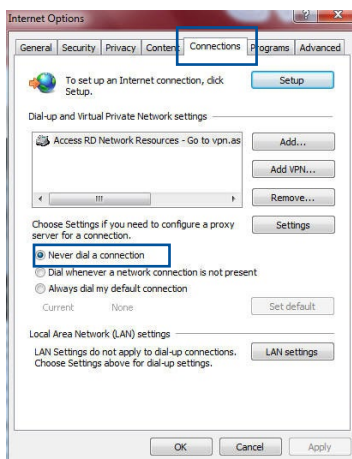 Internet Options
General Security Privacy Content Connections Programs Advanced
To set up an Internet connection, click
Setup.
Setup
Dial-up and Virtual Private Network settings
Access RD Network Resources - Go to vpn.as
Add...
Add VPN...
Remove...
Choose Settings if you need to configure a proxy
server for a connection.
Settings
Never dial a connection
Dial whenever a network connection is not present
Always dial my default connection
Current None
Set default
Local Area Network (LAN) settings
LAN Settings do not apply to dial-up connections.
Choose Settings above for dial-up settings.
LAN settings
OK Cancel Apply